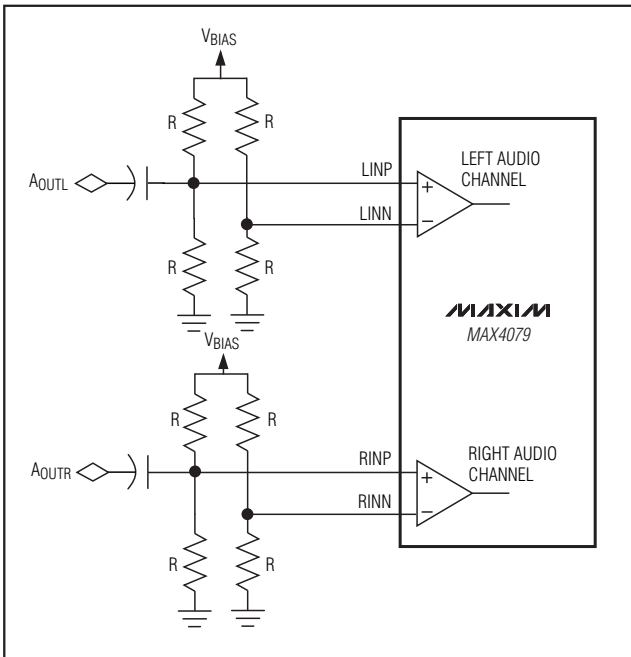 VBIAS
R
R
LEFT AUDIO
CHANNEL
LINP
AOUTL
LINN
R
R
MAXIM
MAX4079
VBIAS
R
R
RIGHT AUDIO
CHANNEL
RINP
AOUTR
RINN
R
R